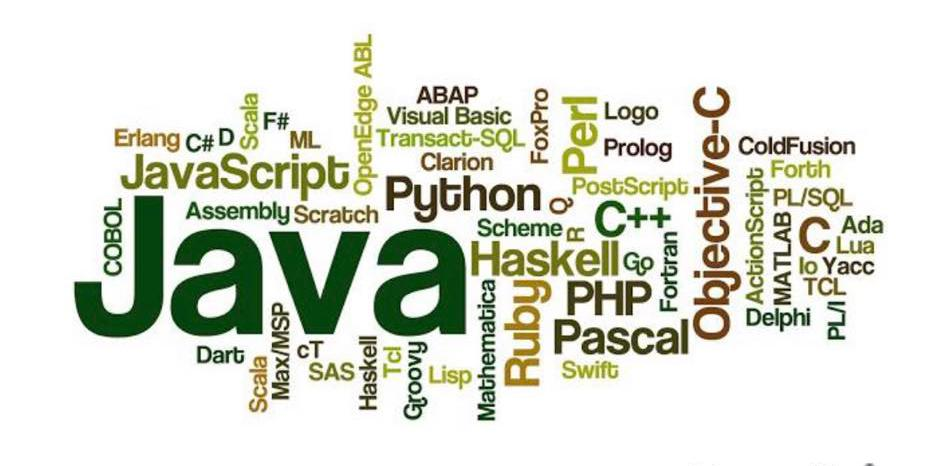 OpenEdge ABL
ABAP
FoxPro
Perl
Logo
Objective-C
Scala
F#
Visual Basic
Erlang
C#
D
ML
Transact-SQL
Prolog
ColdFusion
Clarion
JavaScript
Forth
Python
PostScript
ActionScript
PL/SQL
COBOL
Assembly
Scratch
Q
C++
MATLAB
C
Ada
Java
Scheme
R
Fortran
Lua
Haskell
Go
Io
Yacc
TCL
Mathematica
Ruby
PHP
Delphi
PL/I
Pascal
Dart
Max/MSP
cT
Haskell
Tcl
Groovy
Scala
SAS
Lisp
Swift